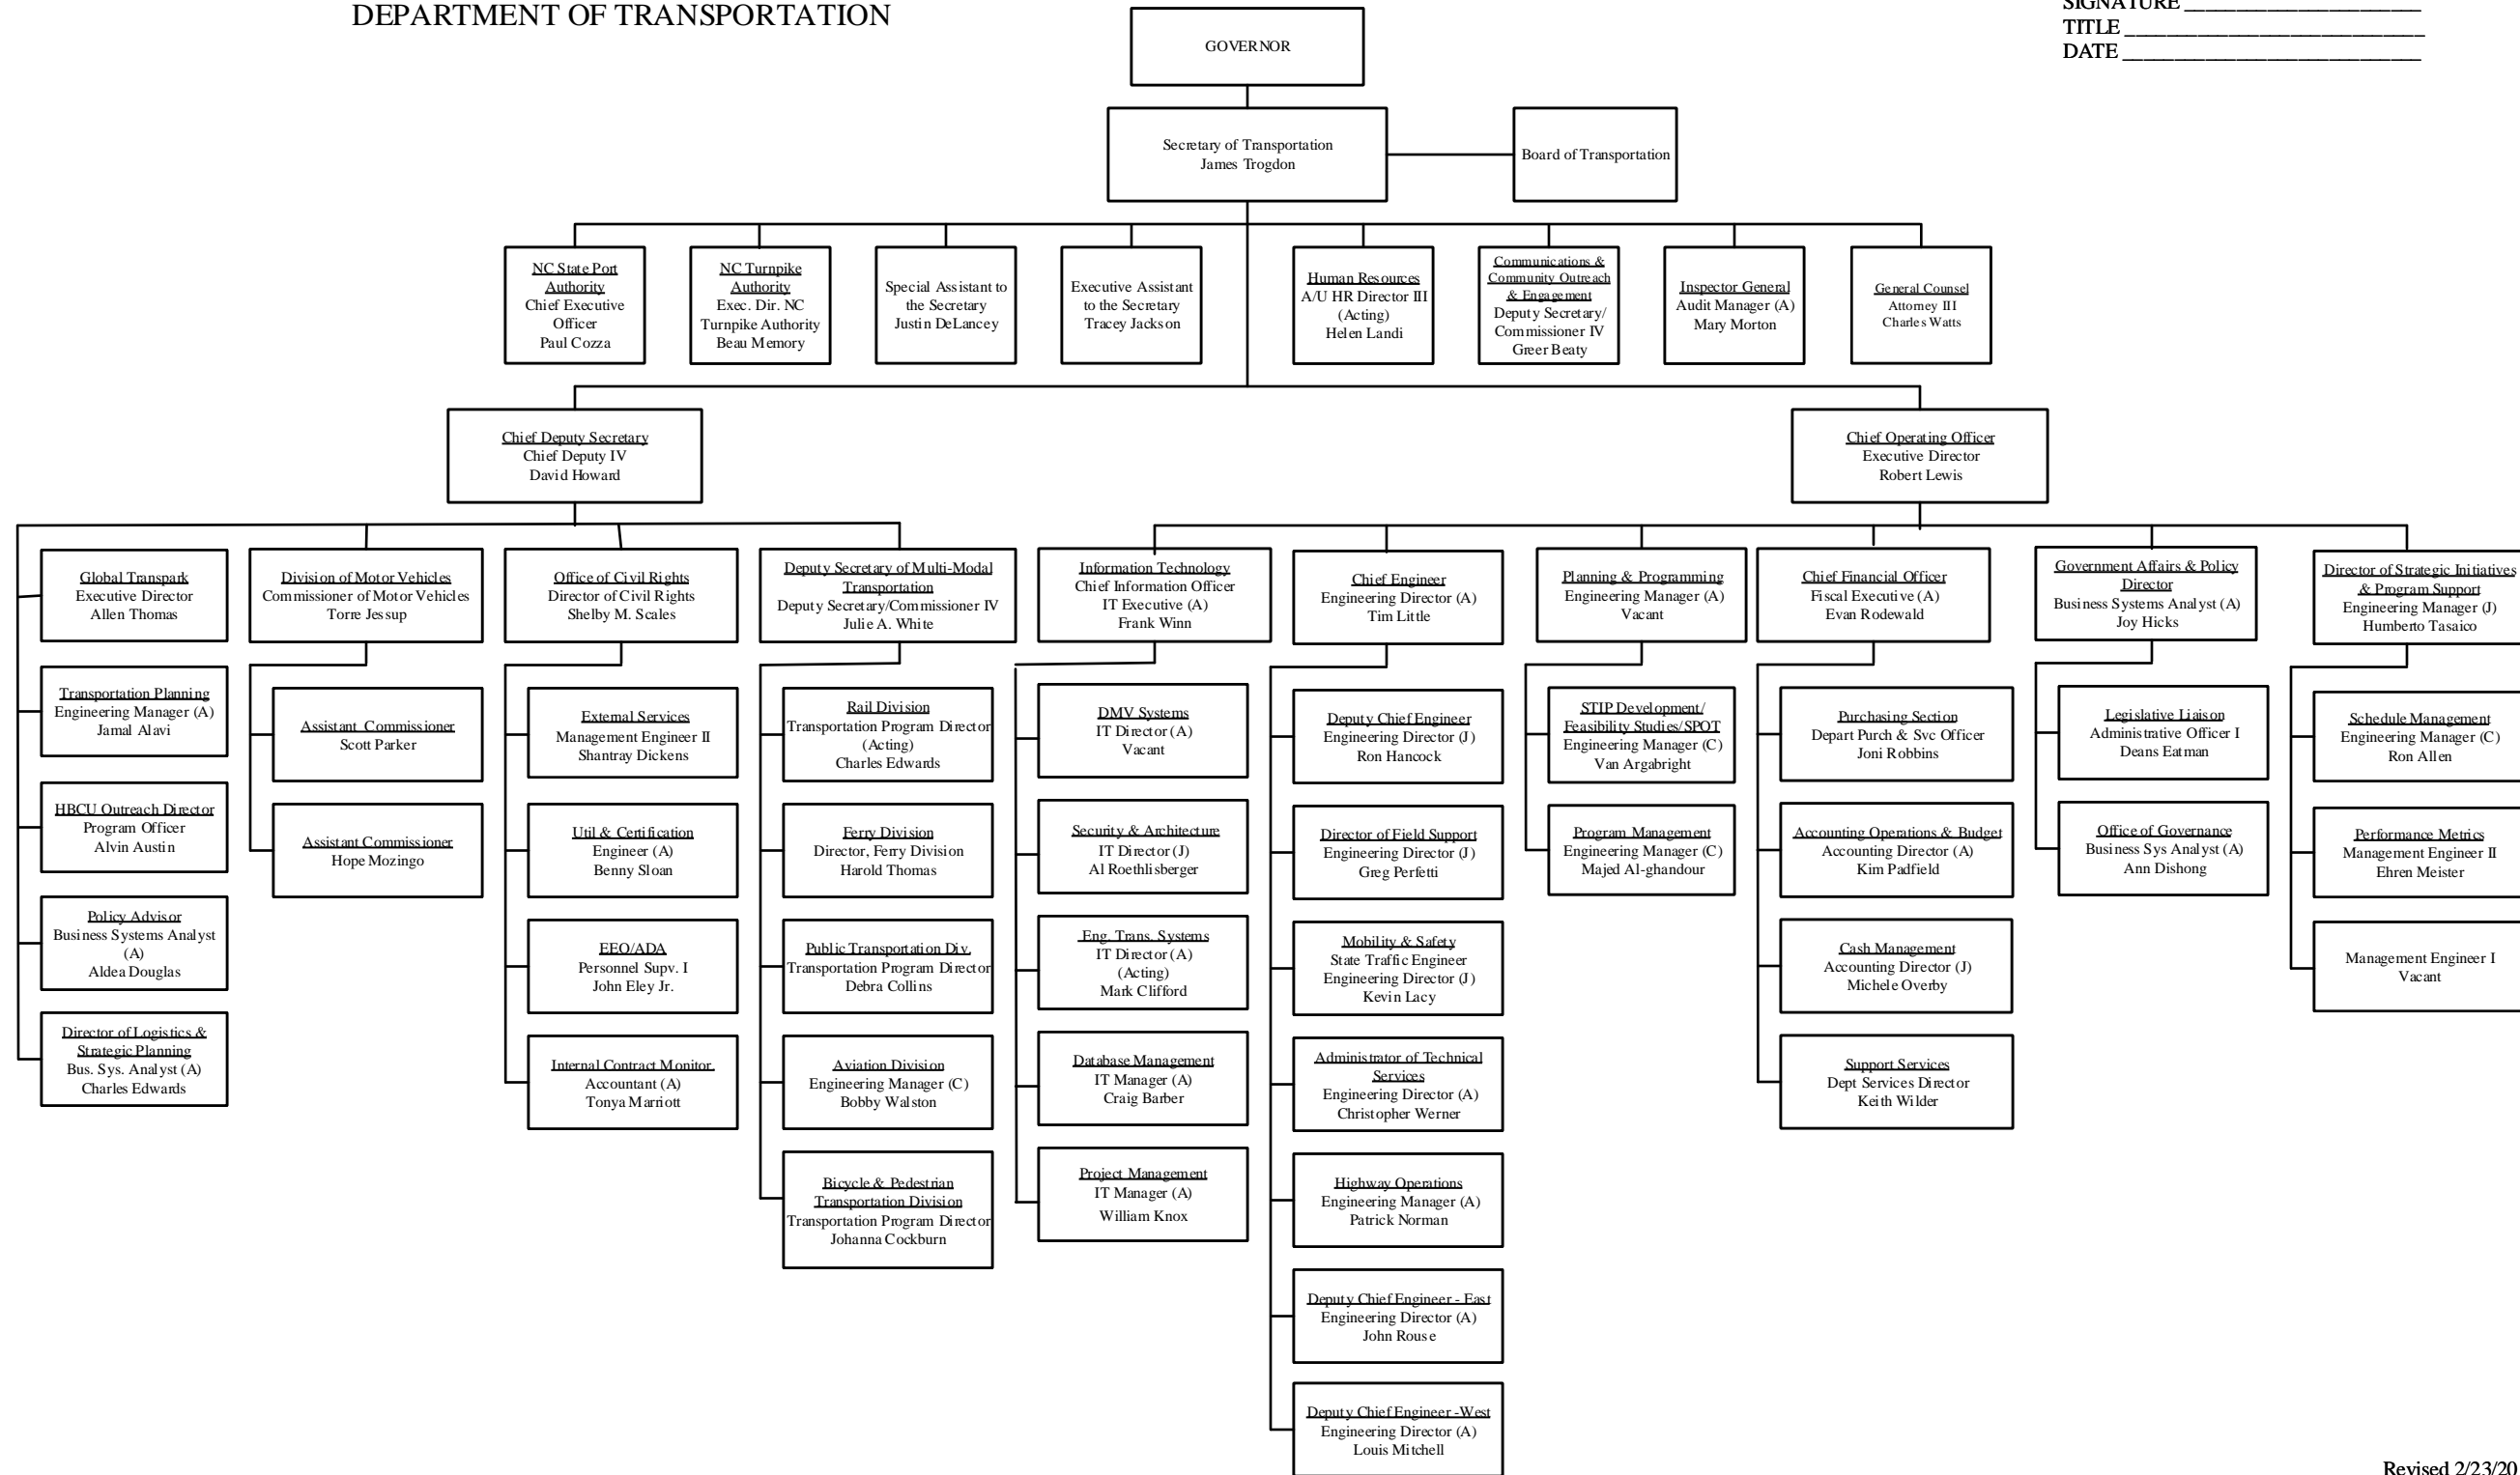 DEPARTMENT OF TRANSPORTATION
SIGNATURE _______________________
TITLE _____________________________
DATE _____________________________
GOVERNOR
Secretary of Transportation
James Trogdon
Board of Transportation
NC State Port
Authority
Chief Executive
Officer
Paul Cozza
NC Turnpike
Authority
Exec. Dir. NC
Turnpike Authority
Beau Memory
Special Assistant to
the Secretary
Justin DeLancey
Executive Assistant
to the Secretary
Tracey Jackson
Human Resources
A/U HR Director III
(Acting)
Helen Landi
Communications &
Community Outreach
& Engagement
Deputy Secretary/
Commissioner IV
Greer Beaty
Inspector General
Audit Manager (A)
Mary Morton
General Counsel
Attorney III
Charles Watts
Chief Deputy Secretary
Chief Deputy IV
David Howard
Chief Operating Officer
Executive Director
Robert Lewis
Global Transpark
Executive Director
Allen Thomas
Division of Motor Vehicles
Commissioner of Motor Vehicles
Torre Jessup
Office of Civil Rights
Director of Civil Rights
Shelby M. Scales
Deputy Secretary of Multi-Modal
Transportation
Deputy Secretary/Commissioner IV
Julie A. White
Information Technology
Chief Information Officer
IT Executive (A)
Frank Winn
Chief Engineer
Engineering Director (A)
Tim Little
Planning & Programming
Engineering Manager (A)
Vacant
Chief Financial Officer
Fiscal Executive (A)
Evan Rodewald
Government Affairs & Policy
Director
Business Systems Analyst (A)
Joy Hicks
Director of Strategic Initiatives
& Program Support
Engineering Manager (J)
Humberto Tasaico
Transportation Planning
Engineering Manager (A)
Jamal Alavi
HBCU Outreach Director
Program Officer
Alvin Austin
Policy Advisor
Business Systems Analyst
(A)
Aldea Douglas
Director of Logistics &
Strategic Planning
Bus. Sys. Analyst (A)
Charles Edwards
Assistant Commissioner
Scott Parker
Assistant Commissioner
Hope Mozingo
External Services
Management Engineer II
Shantray Dickens
Util & Certification
Engineer (A)
Benny Sloan
EEO/ADA
Personnel Supv. I
John Eley Jr.
Internal Contract Monitor
Accountant (A)
Tonya Marriott
Rail Division
Transportation Program Director
(Acting)
Charles Edwards
Ferry Division
Director, Ferry Division
Harold Thomas
Public Transportation Div.
Transportation Program Director
Debra Collins
Aviation Division
Engineering Manager (C)
Bobby Walston
Bicycle & Pedestrian
Transportation Division
Transportation Program Director
Johanna Cockburn
DMV Systems
IT Director (A)
Vacant
Security & Architecture
IT Director (J)
Al Roethlisberger
Eng. Trans. Systems
IT Director (A)
(Acting)
Mark Clifford
Database Management
IT Manager (A)
Craig Barber
Project Management
IT Manager (A)
William Knox
Deputy Chief Engineer
Engineering Director (J)
Ron Hancock
Director of Field Support
Engineering Director (J)
Greg Perfetti
Mobility & Safety
State Traffic Engineer
Engineering Director (J)
Kevin Lacy
Administrator of Technical
Services
Engineering Director (A)
Christopher Werner
Highway Operations
Engineering Manager (A)
Patrick Norman
Deputy Chief Engineer - East
Engineering Director (A)
John Rouse
Deputy Chief Engineer -West
Engineering Director (A)
Louis Mitchell
STIP Development/
Feasibility Studies/SPOT
Engineering Manager (C)
Van Argabright
Program Management
Engineering Manager (C)
Majed Al-ghandour
Purchasing Section
Depart Purch & Svc Officer
Joni Robbins
Accounting Operations & Budget
Accounting Director (A)
Kim Padfield
Cash Management
Accounting Director (J)
Michele Overby
Support Services
Dept Services Director
Keith Wilder
Legislative Liaison
Administrative Officer I
Deans Eatman
Office of Governance
Business Sys Analyst (A)
Ann Dishong
Schedule Management
Engineering Manager (C)
Ron Allen
Performance Metrics
Management Engineer II
Ehren Meister
Management Engineer I
Vacant
Revised 2/23/20